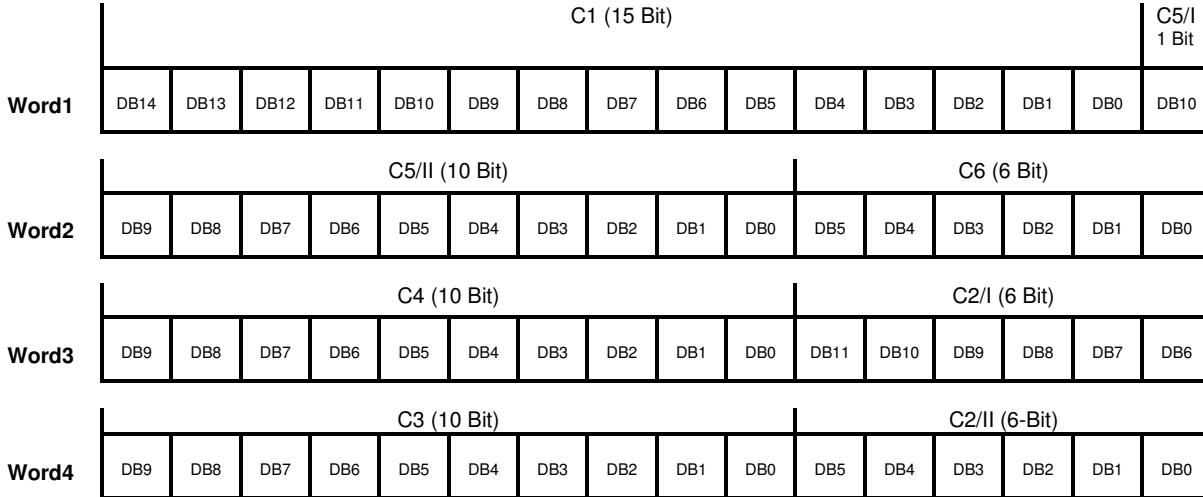 C1 (15 Bit) C5/I
1 Bit
Word1 DB14 DB13 DB12 DB11 DB10 DB9 DB8 DB7 DB6 DB5 DB4 DB3 DB2 DB1 DB0 DB10
C5/II (10 Bit) C6 (6 Bit)
Word2 DB9 DB8 DB7 DB6 DB5 DB4 DB3 DB2 DB1 DB0 DB5 DB4 DB3 DB2 DB1 DB0
C4 (10 Bit) C2/I (6 Bit)
Word3 DB9 DB8 DB7 DB6 DB5 DB4 DB3 DB2 DB1 DB0 DB11 DB10 DB9 DB8 DB7 DB6
C3 (10 Bit) C2/II (6-Bit)
Word4 DB9 DB8 DB7 DB6 DB5 DB4 DB3 DB2 DB1 DB0 DB5 DB4 DB3 DB2 DB1 DB0